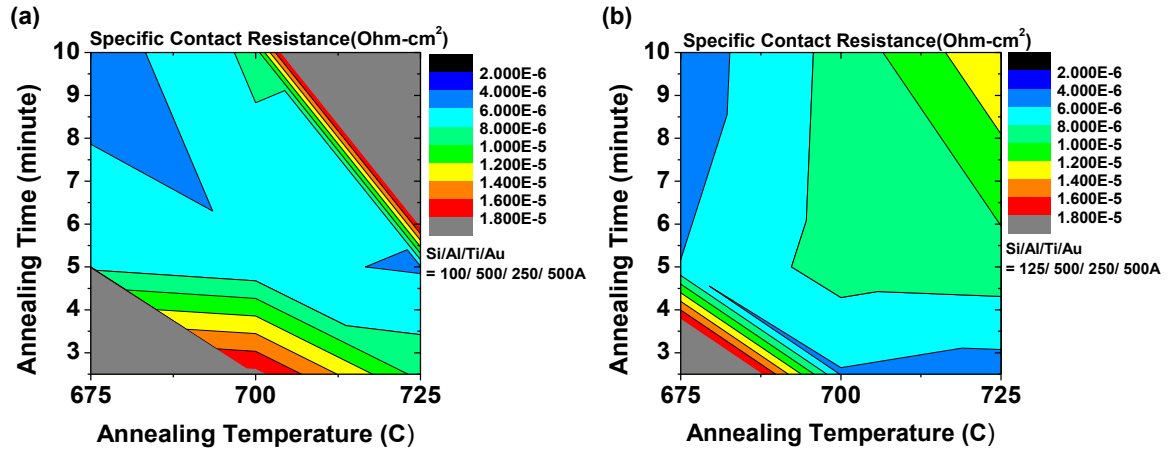 (a)
Specific Contact Resistance(Ohm-cm2)
10
9
8
7
6
5
4
3
675
700
725
Annealing Time (minute)
Annealing Temperature (C)
2.000E-6
4.000E-6
6.000E-6
8.000E-6
1.000E-5
1.200E-5
1.400E-5
1.600E-5
1.800E-5
Si/Al/Ti/Au
= 100/ 500/ 250/ 500A
(b)
Specific Contact Resistance(Ohm-cm2)
10
9
8
7
6
5
4
3
675
700
725
Annealing Time (minute)
Annealing Temperature (C)
2.000E-6
4.000E-6
6.000E-6
8.000E-6
1.000E-5
1.200E-5
1.400E-5
1.600E-5
1.800E-5
Si/Al/Ti/Au
= 125/ 500/ 250/ 500A